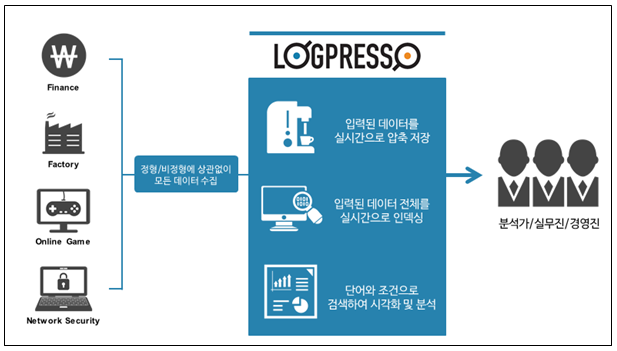 LOGPRESSO
₩
Finance
Factory
Online Game
Network Security
정형/비정형에 상관없이
모든 데이터 수집
입력된 데이터를
실시간으로 압축 저장
입력된 데이터 전체를
실시간으로 인덱싱
단어와 조건으로
검색하여 시각화 및 분석
분석가/실무진/경영진